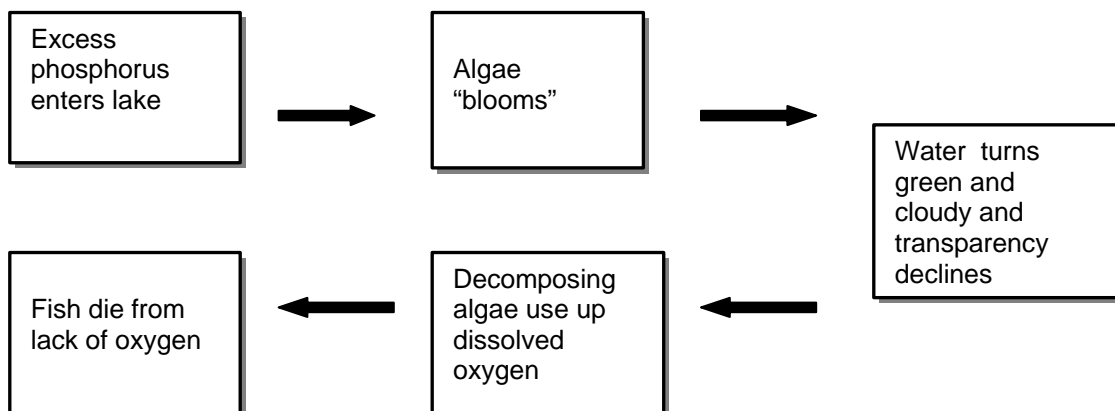 Excess
phosphorus
enters lake
Algae
“blooms”
Water turns
green and
cloudy and
transparency
declines
Decomposing
algae use up
dissolved
oxygen
Fish die from
lack of oxygen